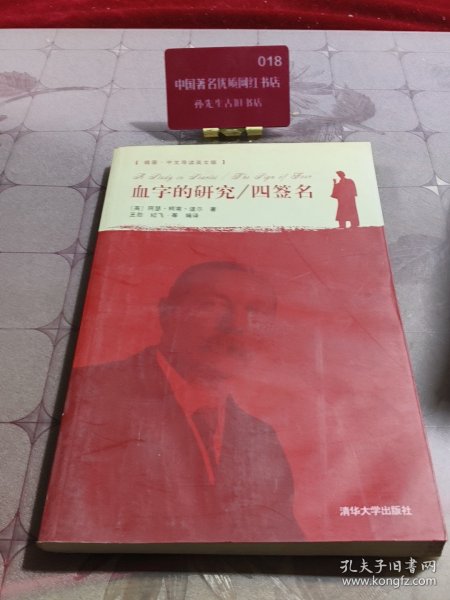 018
中国著名优质网红书店
孙先生古旧书店
【 插图·中文导读英文版 】
A Study in Scarlet / The Sign of Four
血字的研究/四签名
（英）阿瑟·柯南·道尔 著
王勋 纪飞 等 编译
清华大学出版社
孔夫子旧书网
www.kongfz.com